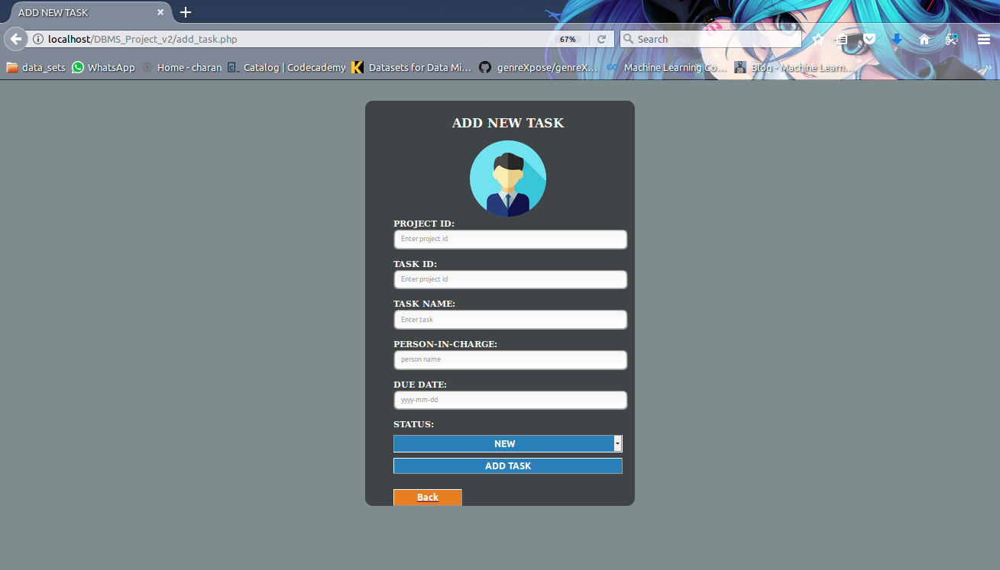 ADD NEW TASK
localhost/DBMS_Project_v2/add_task.php 67% Search
data_sets WhatsApp Home - charan Catalog | Codecademy Datasets for Data Mi... genreXpose/genreX... Machine Learning Co... Blog - Machine Learn...
ADD NEW TASK
PROJECT ID:
Enter project id
TASK ID:
Enter project id
TASK NAME:
Enter task
PERSON-IN-CHARGE:
person name
DUE DATE:
yyyy-mm-dd
STATUS:
NEW
ADD TASK
Back